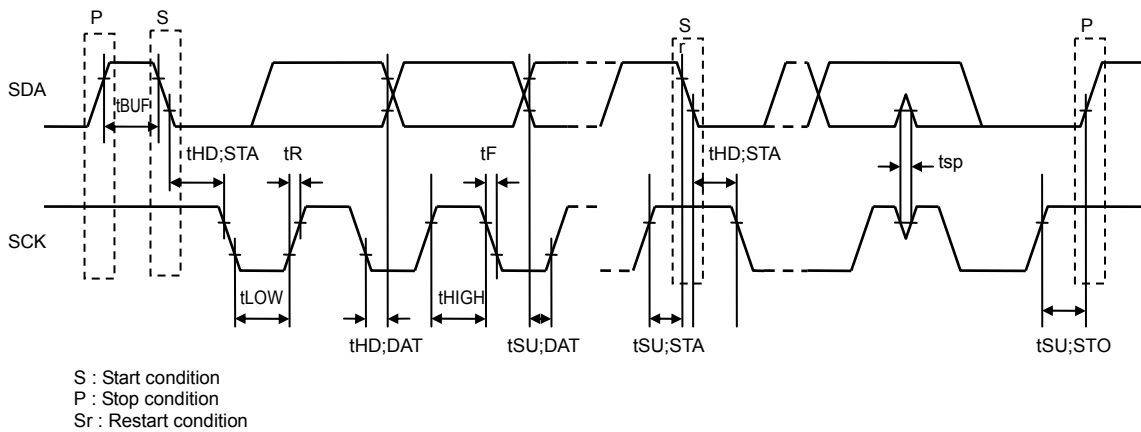 P
S
S
r
P
SDA
tBUF
tHD;STA
tR
tF
tHD;STA
tsp
SCK
tLOW
tHIGH
tHD;DAT
tSU;DAT
tSU;STA
tSU;STO
S : Start condition
P : Stop condition
Sr : Restart condition